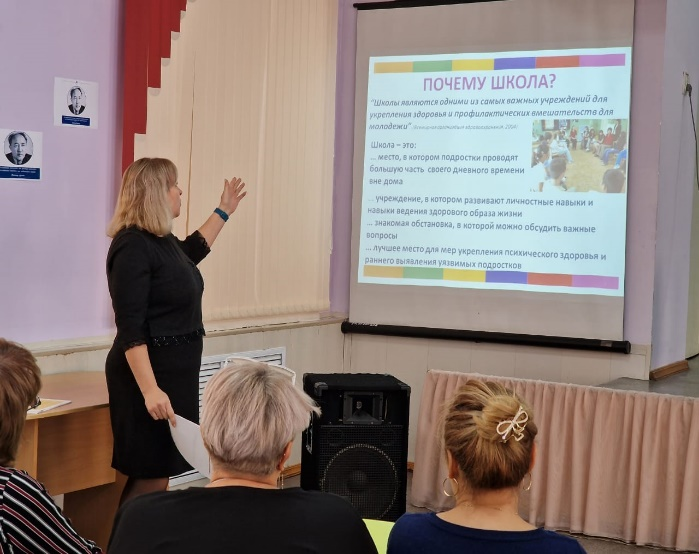 ПОЧЕМУ ШКОЛА?
"Школы являются одними из самых важных учреждений для
укрепления здоровья и профилактических вмешательств для
молодежи"
Школа – это:
... место, в котором подростки проводят
большую часть своего дневного времени
вне дома
... учреждение, в котором развивают личностные навыки и
навыки ведения здорового образа жизни
... знакомая обстановка, в которой можно обсудить важные
вопросы
... лучшее место для мер укрепления психического здоровья и
раннего выявления уязвимых подростков